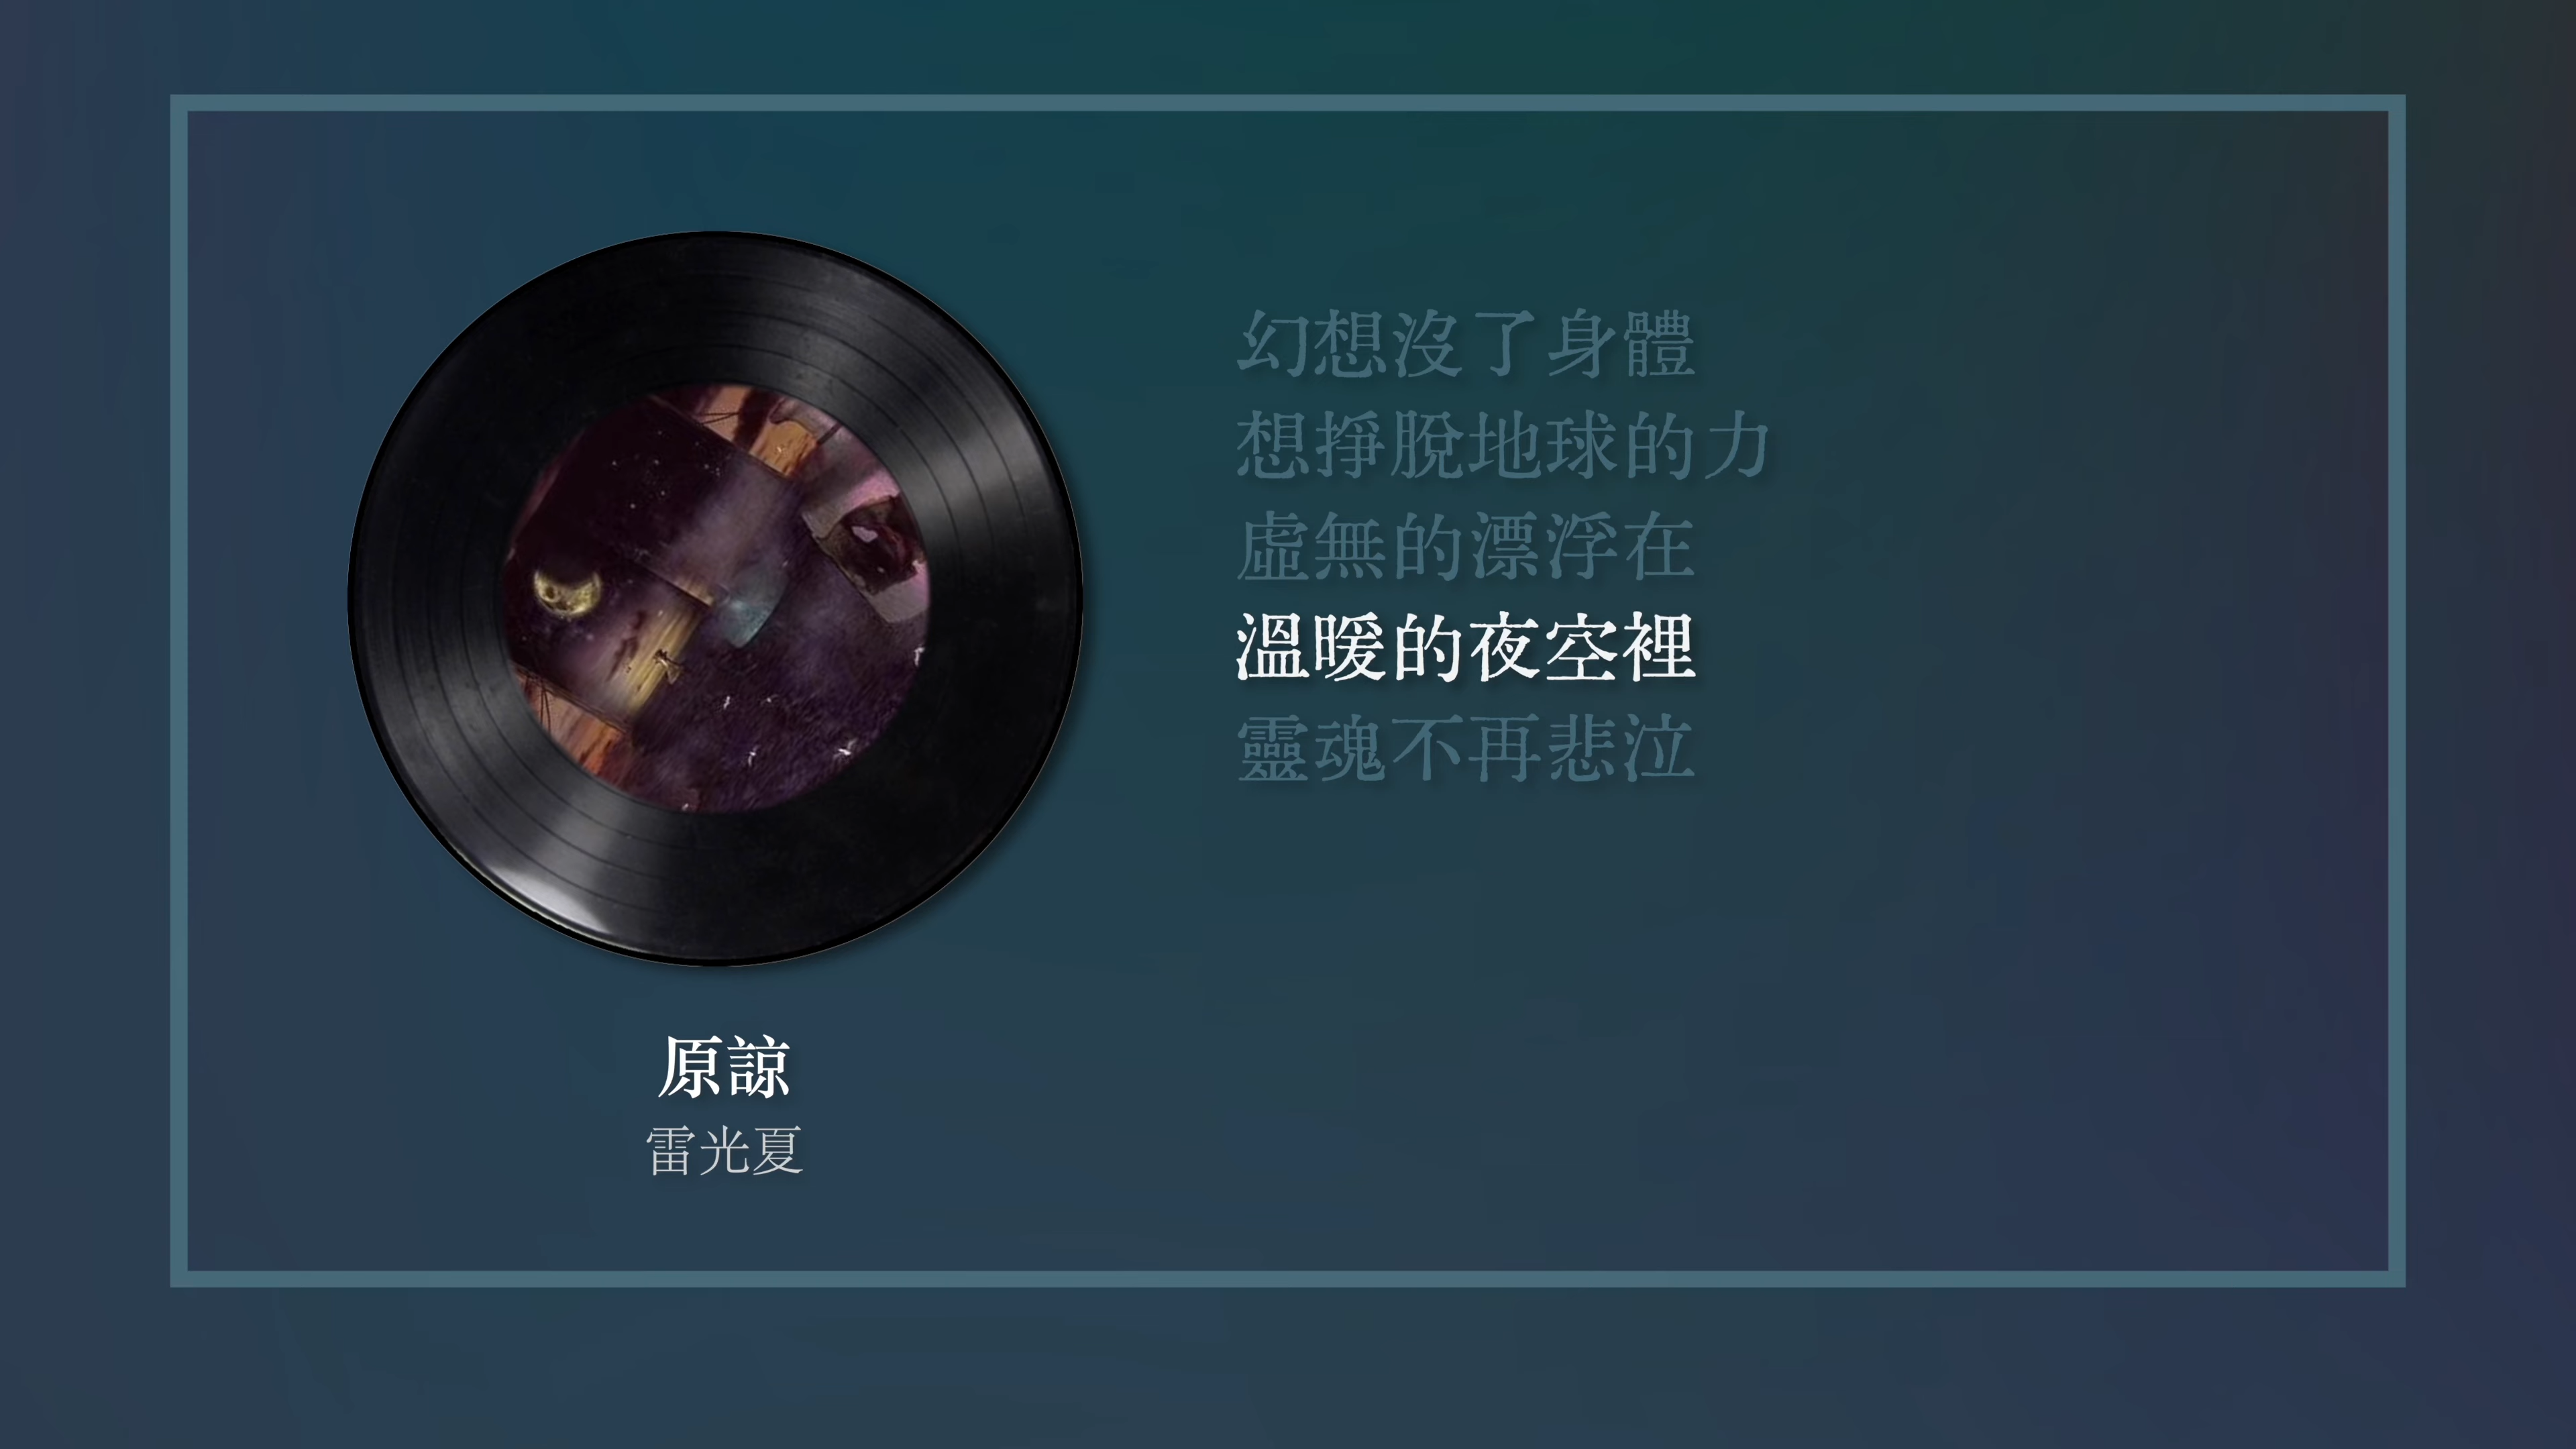 幻想沒了身體
想掙脫地球的力
虛無的漂浮在
溫暖的夜空裡
靈魂不再悲泣
原諒
雷光夏